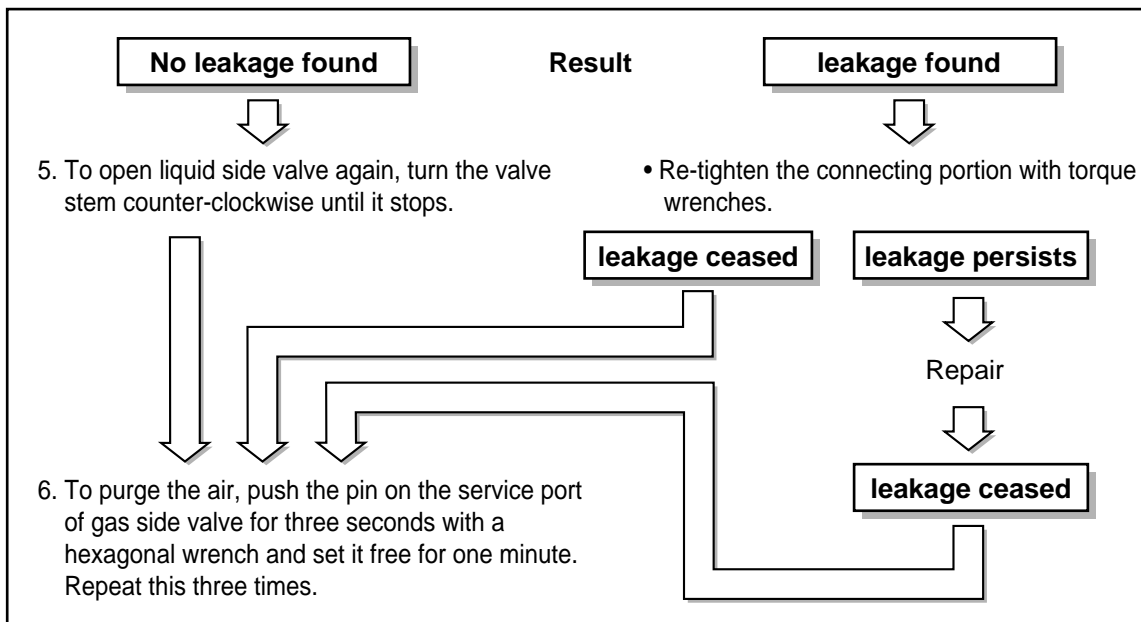 No leakage found
Result
leakage found
5. To open liquid side valve again, turn the valve
stem counter-clockwise until it stops.
• Re-tighten the connecting portion with torque
wrenches.
leakage ceased
leakage persists
Repair
leakage ceased
6. To purge the air, push the pin on the service port
of gas side valve for three seconds with a
hexagonal wrench and set it free for one minute.
Repeat this three times.